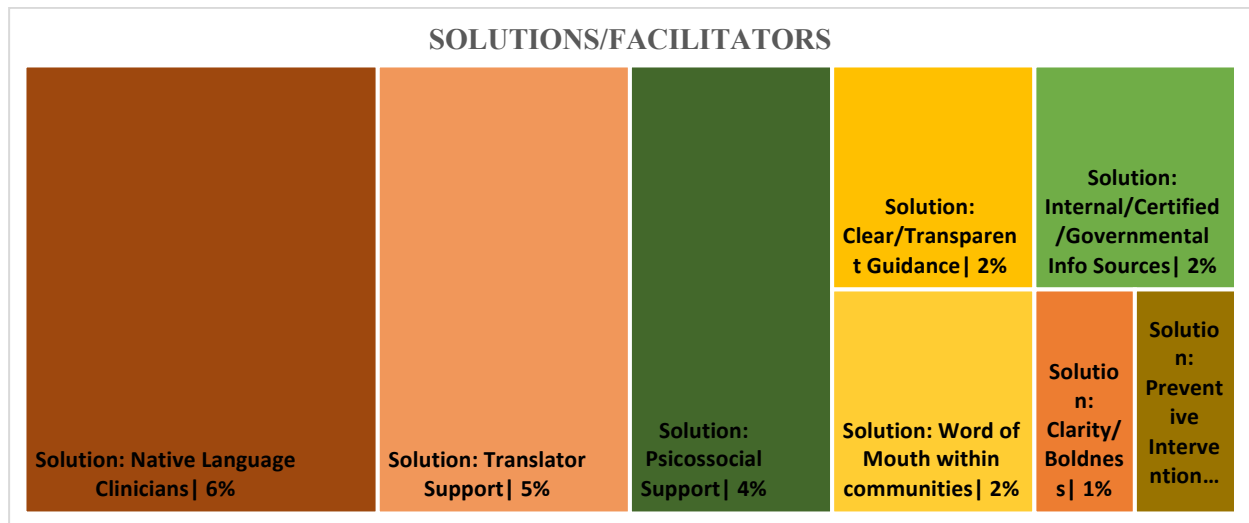 SOLUTIONS/FACILITATORS
Solution: Native Language
Clinicians| 6%
Solution: Translator
Support| 5%
Solution:
Psicossocial
Support| 4%
Solution:
Clear/Transparen
t Guidance| 2%
Solution: Word of
Mouth within
communities| 2%
Solution:
Internal/Certified
/Governmental
Info Sources| 2%
Solutio
n:
Clarity/
Boldnes
s| 1%
Solutio
n:
Prevent
ive
Interve
ntion…